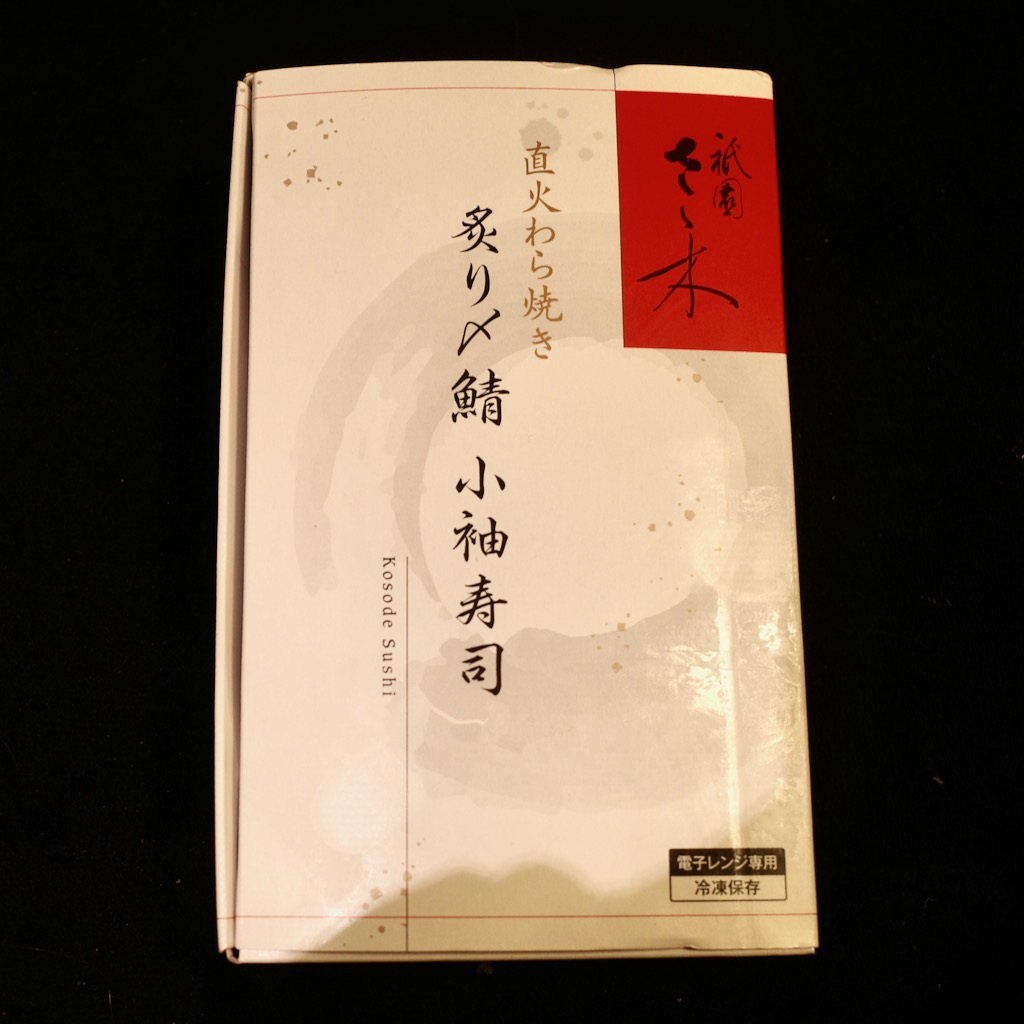 祇園
さゝ木
直火わら焼き
炙り〆鯖 小袖寿司
Kosode Sushi
電子レンジ専用
冷凍保存